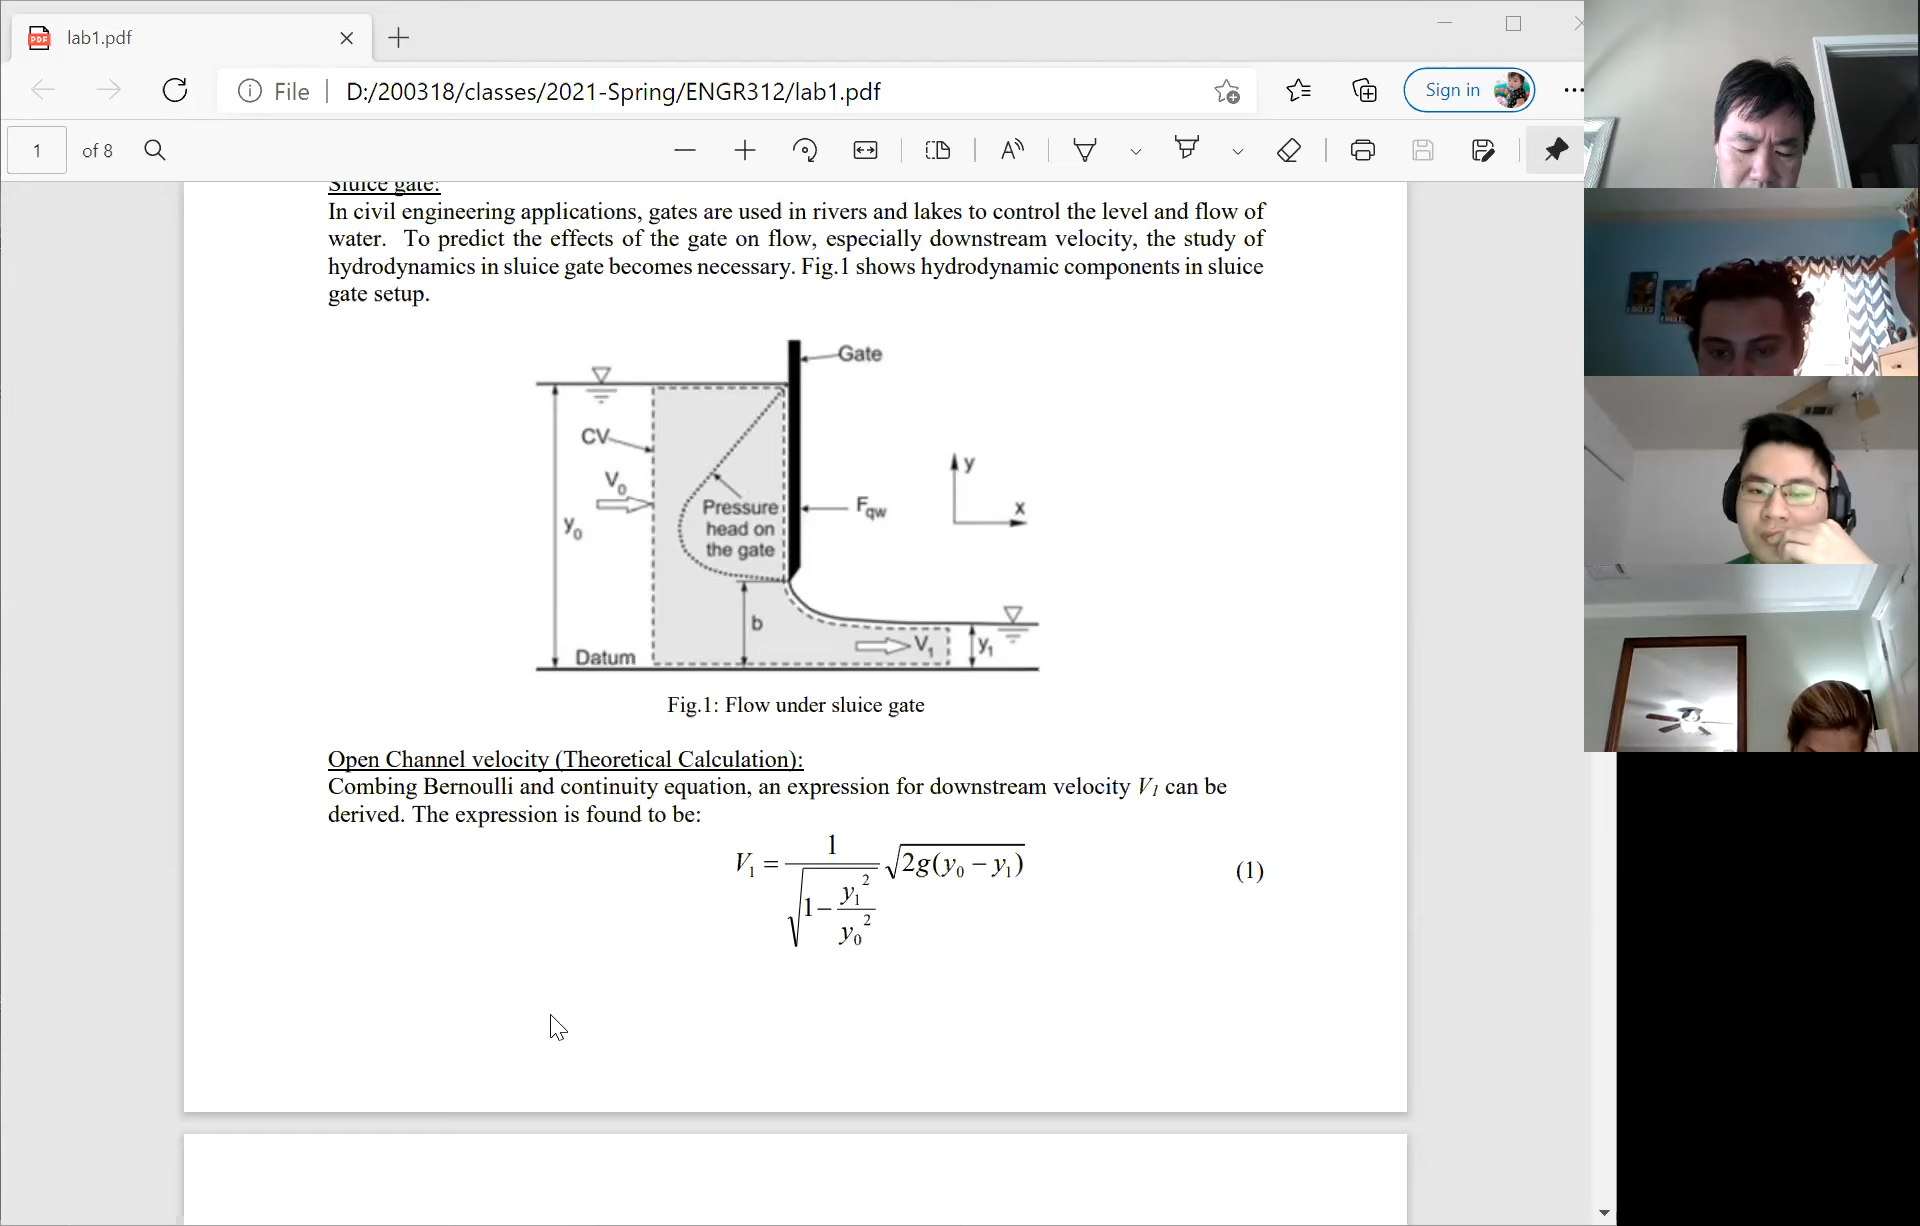 lab1.pdf
File | D:/200318/classes/2021-Spring/ENGR312/lab1.pdf
Sign in
1 of 8
Sluice gate:
In civil engineering applications, gates are used in rivers and lakes to control the level and flow of
water. To predict the effects of the gate on flow, especially downstream velocity, the study of
hydrodynamics in sluice gate becomes necessary. Fig.1 shows hydrodynamic components in sluice
gate setup.
Gate
CV
V₀
y₀
Pressure
head on
the gate
F_qw
y
x
b
V₁
y₁
Datum
Fig.1: Flow under sluice gate
Open Channel velocity (Theoretical Calculation):
Combing Bernoulli and continuity equation, an expression for downstream velocity V₁ can be
derived. The expression is found to be:
V₁ = 1/√(1 − y₁²/y₀²) √(2g(y₀ − y₁)) (1)